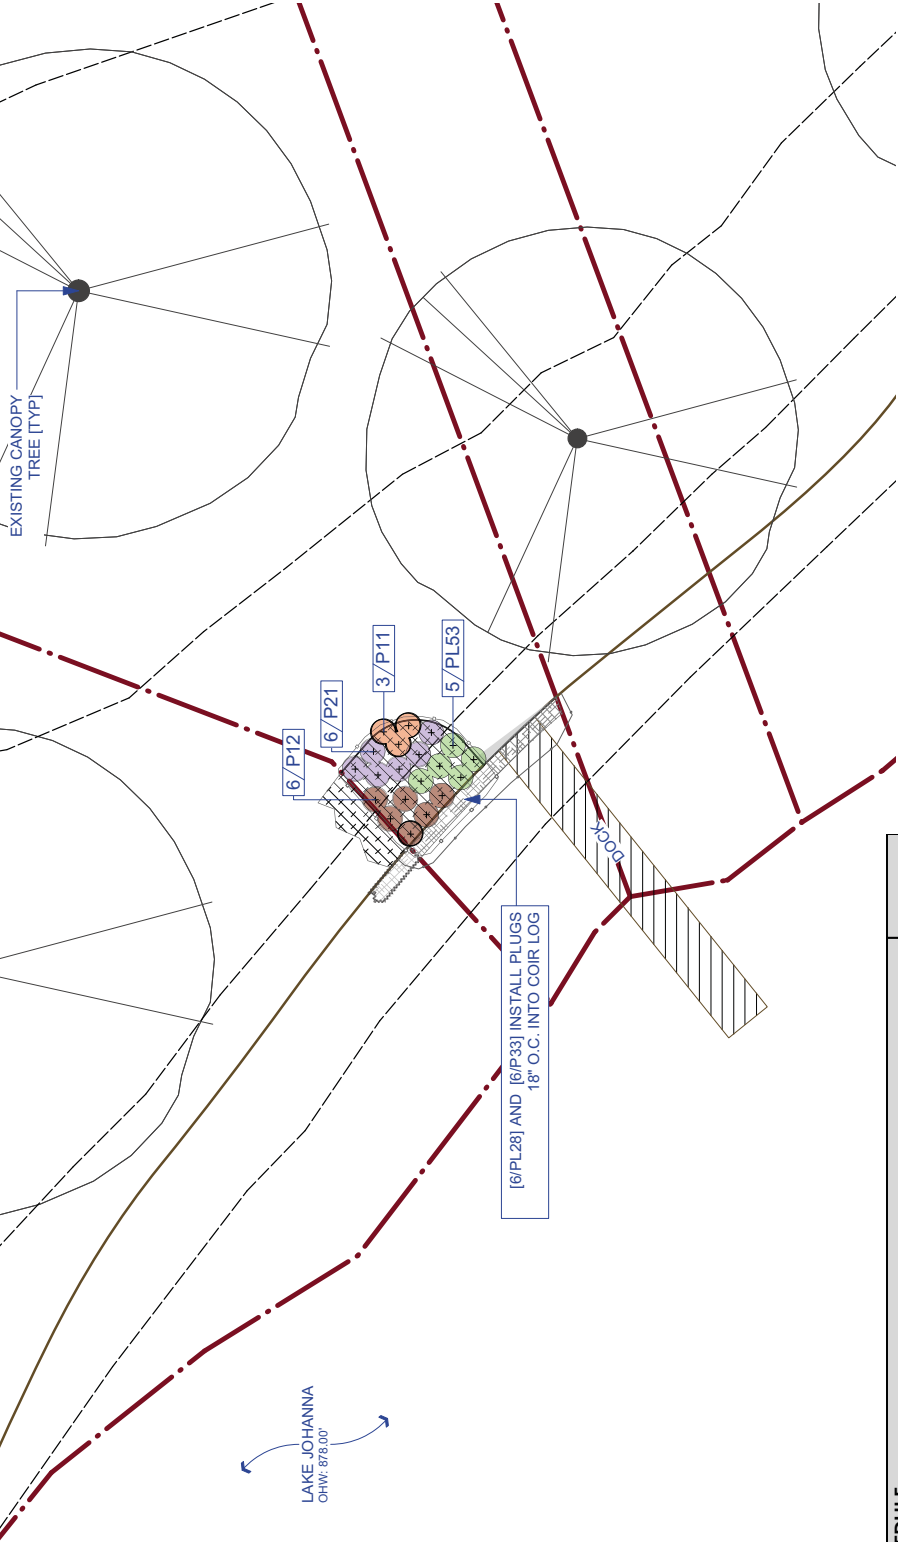 EXISTING CANOPY
TREE [TYP]
6/P12
6/P21
3/P11
5/PL53
DOCK
[6/PL28] AND [6/P33] INSTALL PLUGS
18" O.C. INTO COIR LOG
LAKE JOHANNA
OHW: 878.00'